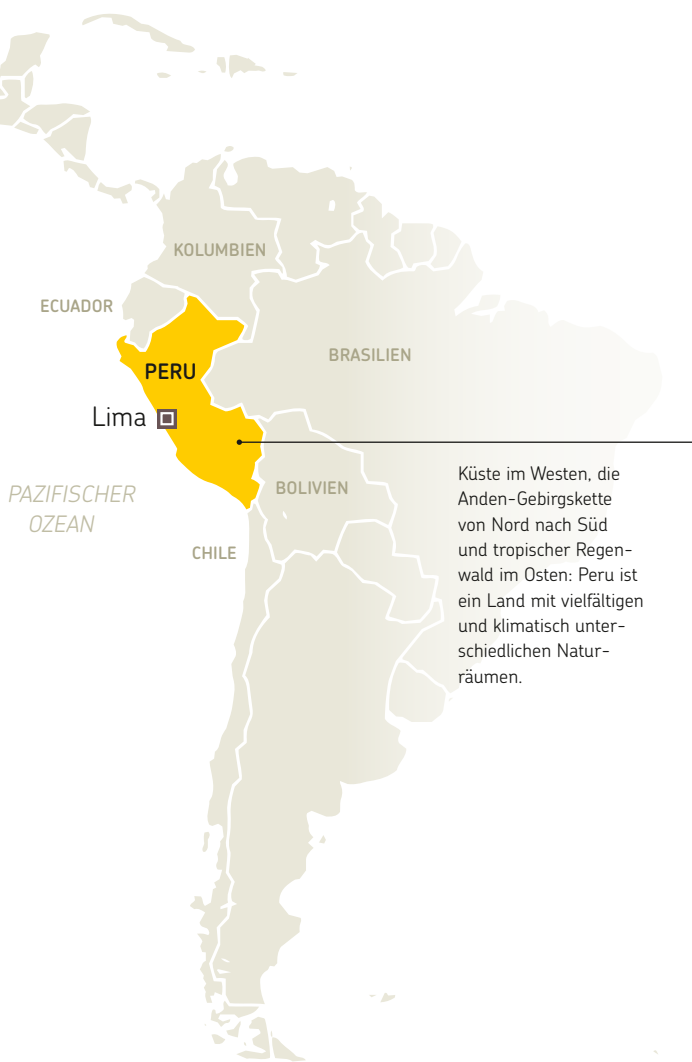 KOLUMBIEN
ECUADOR
BRASILIEN
PERU
Lima
Küste im Westen, die
Anden-Gebirgskette
von Nord nach Süd
und tropischer Regen-
wald im Osten: Peru ist
ein Land mit vielfältigen
und klimatisch unter-
schiedlichen Natur-
räumen.
BOLIVIEN
PAZIFISCHER
OZEAN
CHILE